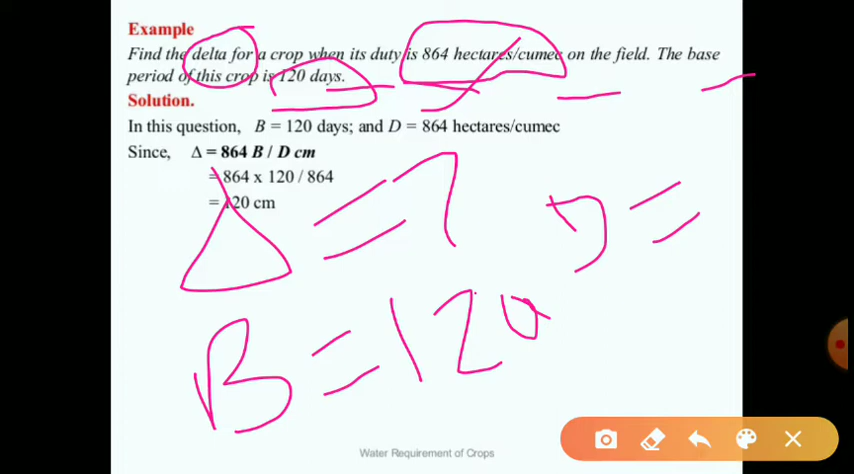 Example
Find the delta for a crop when its duty is 864 hectares/cumec on the field. The base
period of this crop is 120 days.
Solution.
In this question, B = 120 days; and D = 864 hectares/cumec
Since, Δ = 864 B / D cm
= 864 x 120 / 864
= 120 cm
Δ = ?
B = 120
Water Requirement of Crops